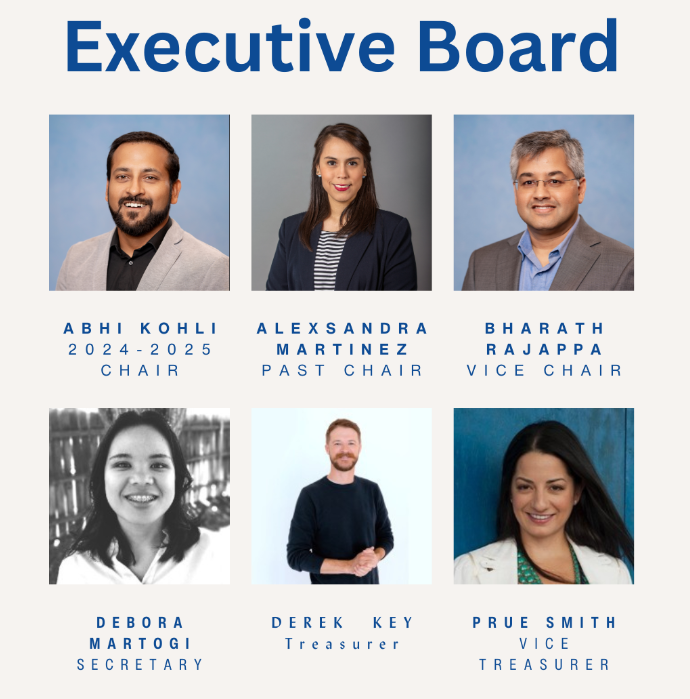 Executive Board
ABHI KOHLI
2024-2025
CHAIR
ALEXSANDRA
MARTINEZ
PAST CHAIR
BHARATH
RAJAPPA
VICE CHAIR
DEBORA
MARTOGI
SECRETARY
DEREK KEY
Treasurer
PRUE SMITH
VICE
TREASURER